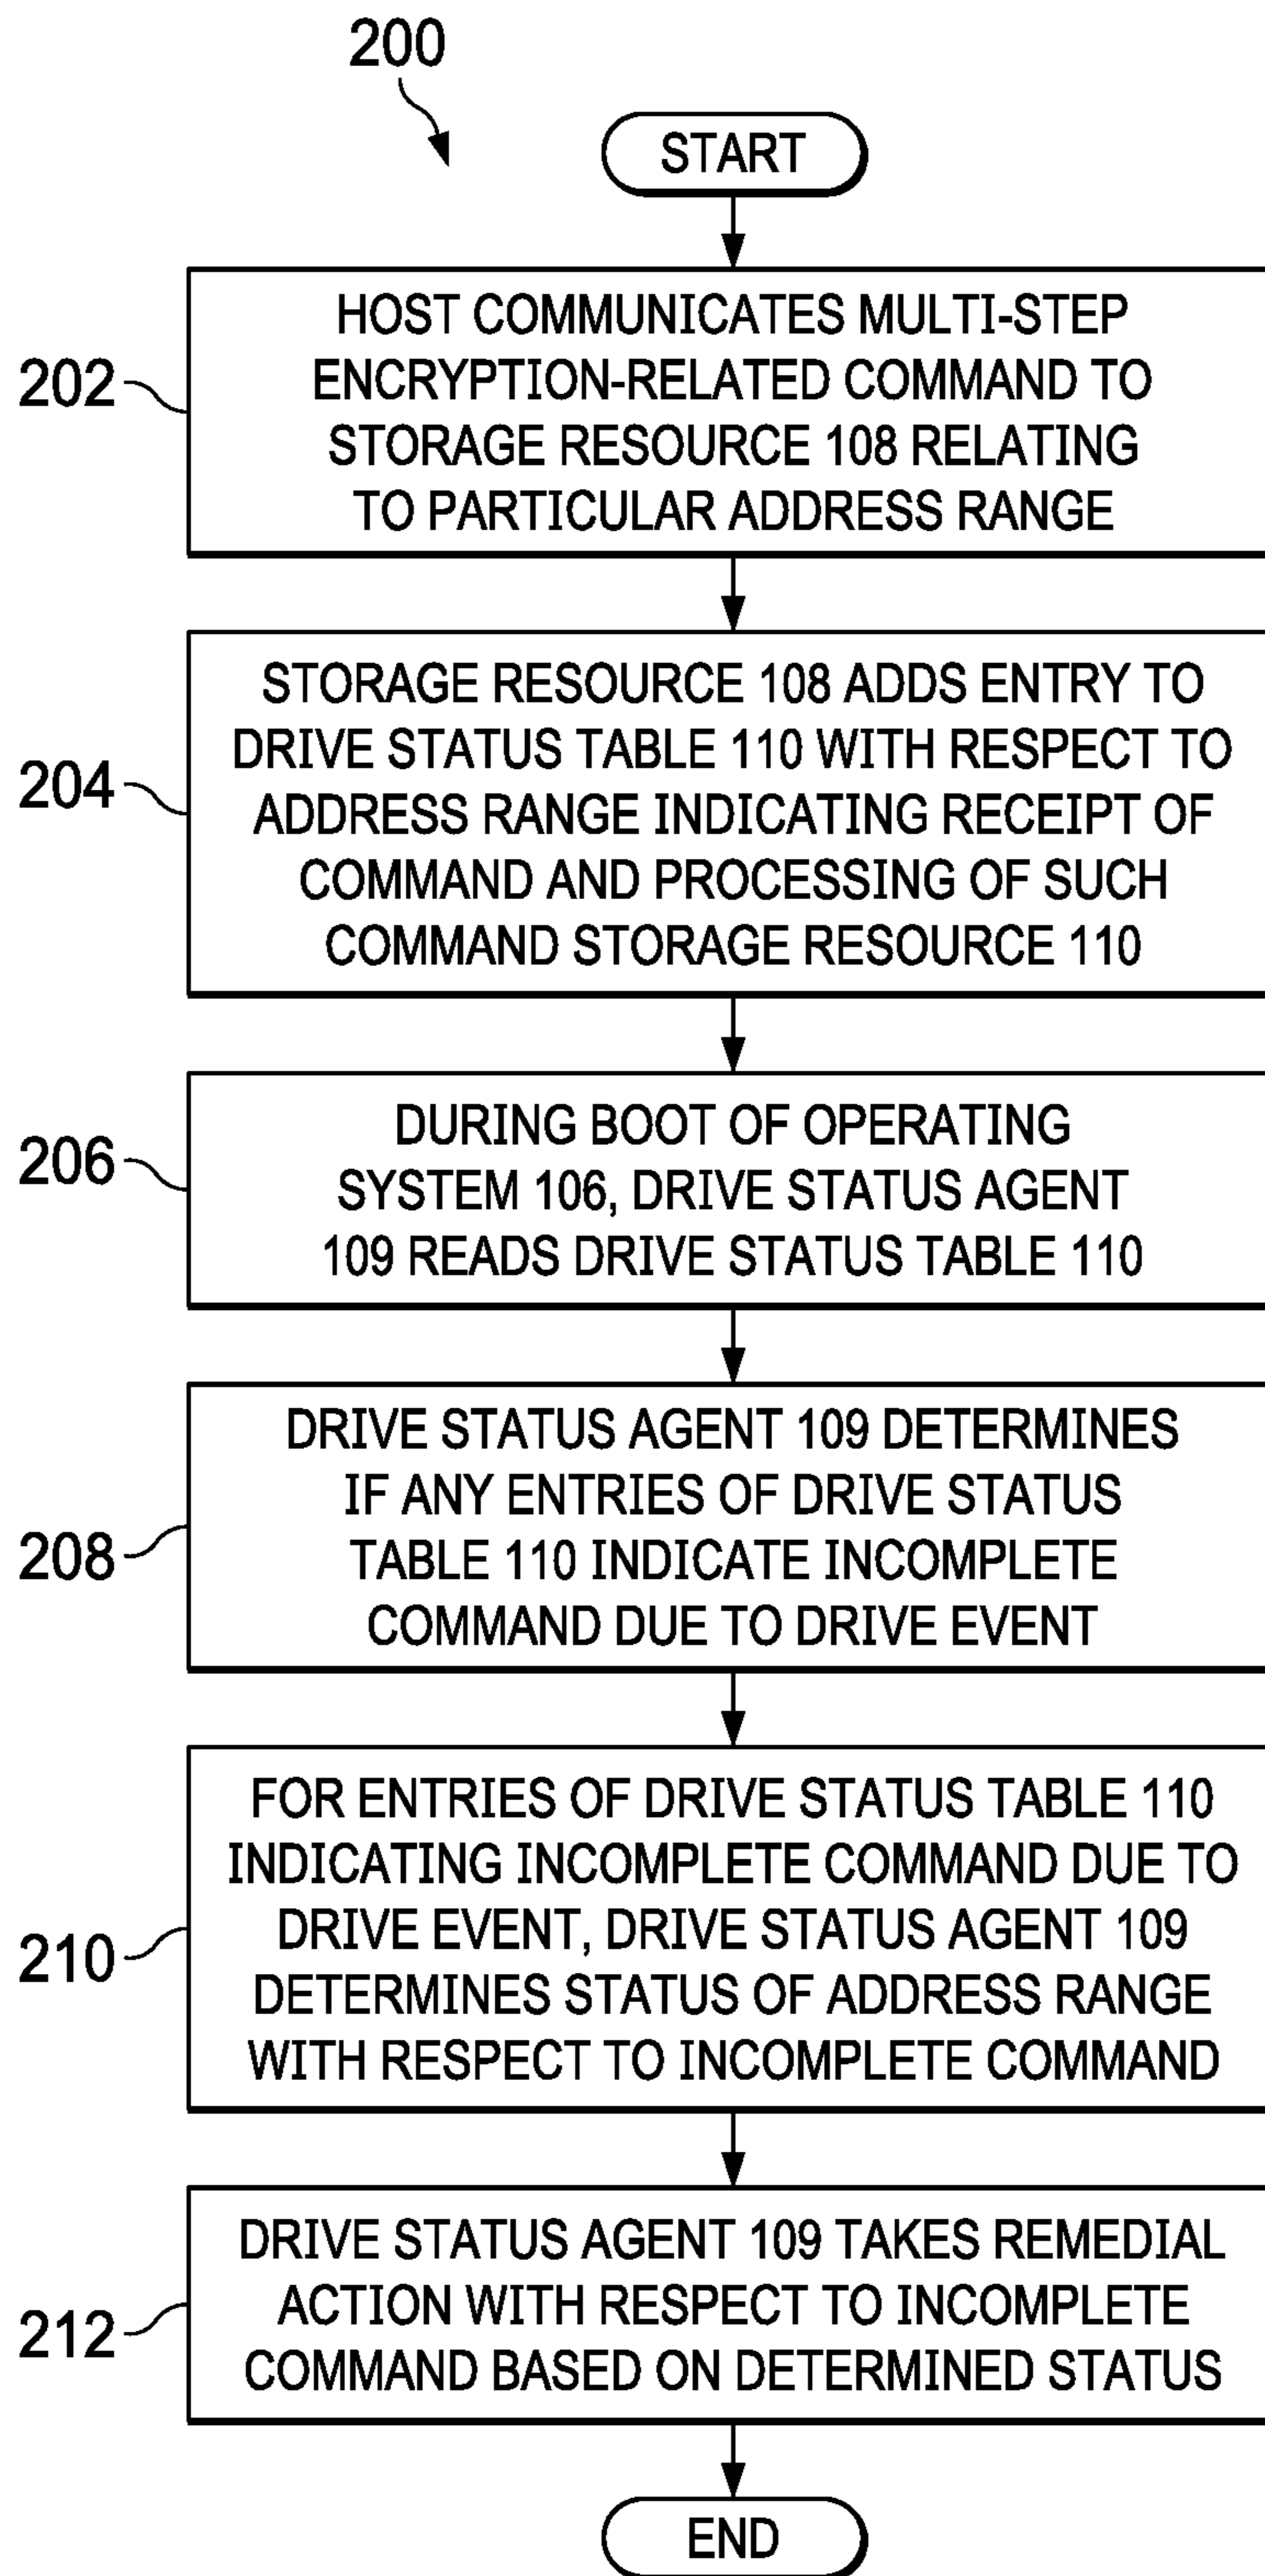 200
START
202
HOST COMMUNICATES MULTI-STEP
ENCRYPTION-RELATED COMMAND TO
STORAGE RESOURCE 108 RELATING
TO PARTICULAR ADDRESS RANGE
204
STORAGE RESOURCE 108 ADDS ENTRY TO
DRIVE STATUS TABLE 110 WITH RESPECT TO
ADDRESS RANGE INDICATING RECEIPT OF
COMMAND AND PROCESSING OF SUCH
COMMAND STORAGE RESOURCE 110
206
DURING BOOT OF OPERATING
SYSTEM 106, DRIVE STATUS AGENT
109 READS DRIVE STATUS TABLE 110
208
DRIVE STATUS AGENT 109 DETERMINES
IF ANY ENTRIES OF DRIVE STATUS
TABLE 110 INDICATE INCOMPLETE
COMMAND DUE TO DRIVE EVENT
210
FOR ENTRIES OF DRIVE STATUS TABLE 110
INDICATING INCOMPLETE COMMAND DUE TO
DRIVE EVENT, DRIVE STATUS AGENT 109
DETERMINES STATUS OF ADDRESS RANGE
WITH RESPECT TO INCOMPLETE COMMAND
212
DRIVE STATUS AGENT 109 TAKES REMEDIAL
ACTION WITH RESPECT TO INCOMPLETE
COMMAND BASED ON DETERMINED STATUS
END